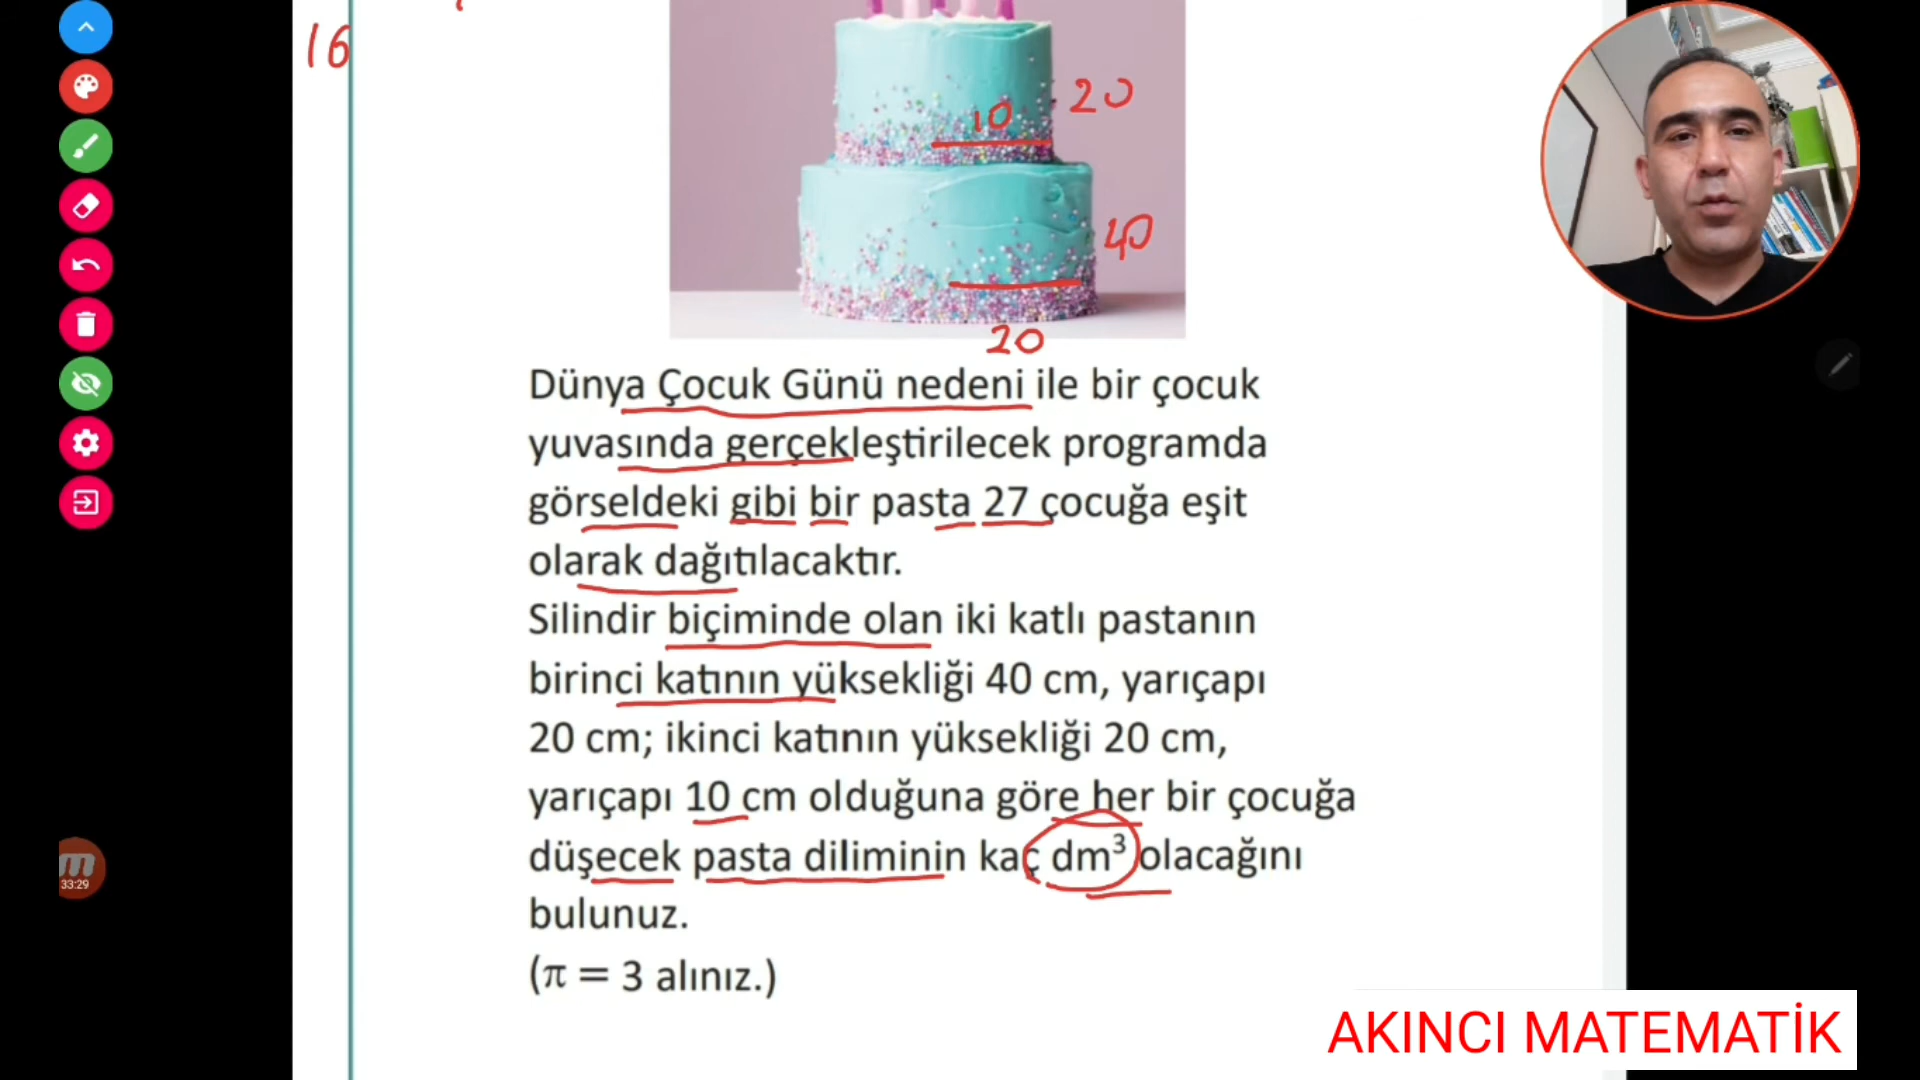 16
20
10
40
20
Dünya Çocuk Günü nedeni ile bir çocuk
yuvasında gerçekleştirilecek programda
görseldeki gibi bir pasta 27 çocuğa eşit
olarak dağıtılacaktır.
Silindir biçiminde olan iki katlı pastanın
birinci katının yüksekliği 40 cm, yarıçapı
20 cm; ikinci katının yüksekliği 20 cm,
yarıçapı 10 cm olduğuna göre her bir çocuğa
düşecek pasta diliminin kaç dm³ olacağını
bulunuz.
(π = 3 alınız.)
33:29
AKINCI MATEMATİK